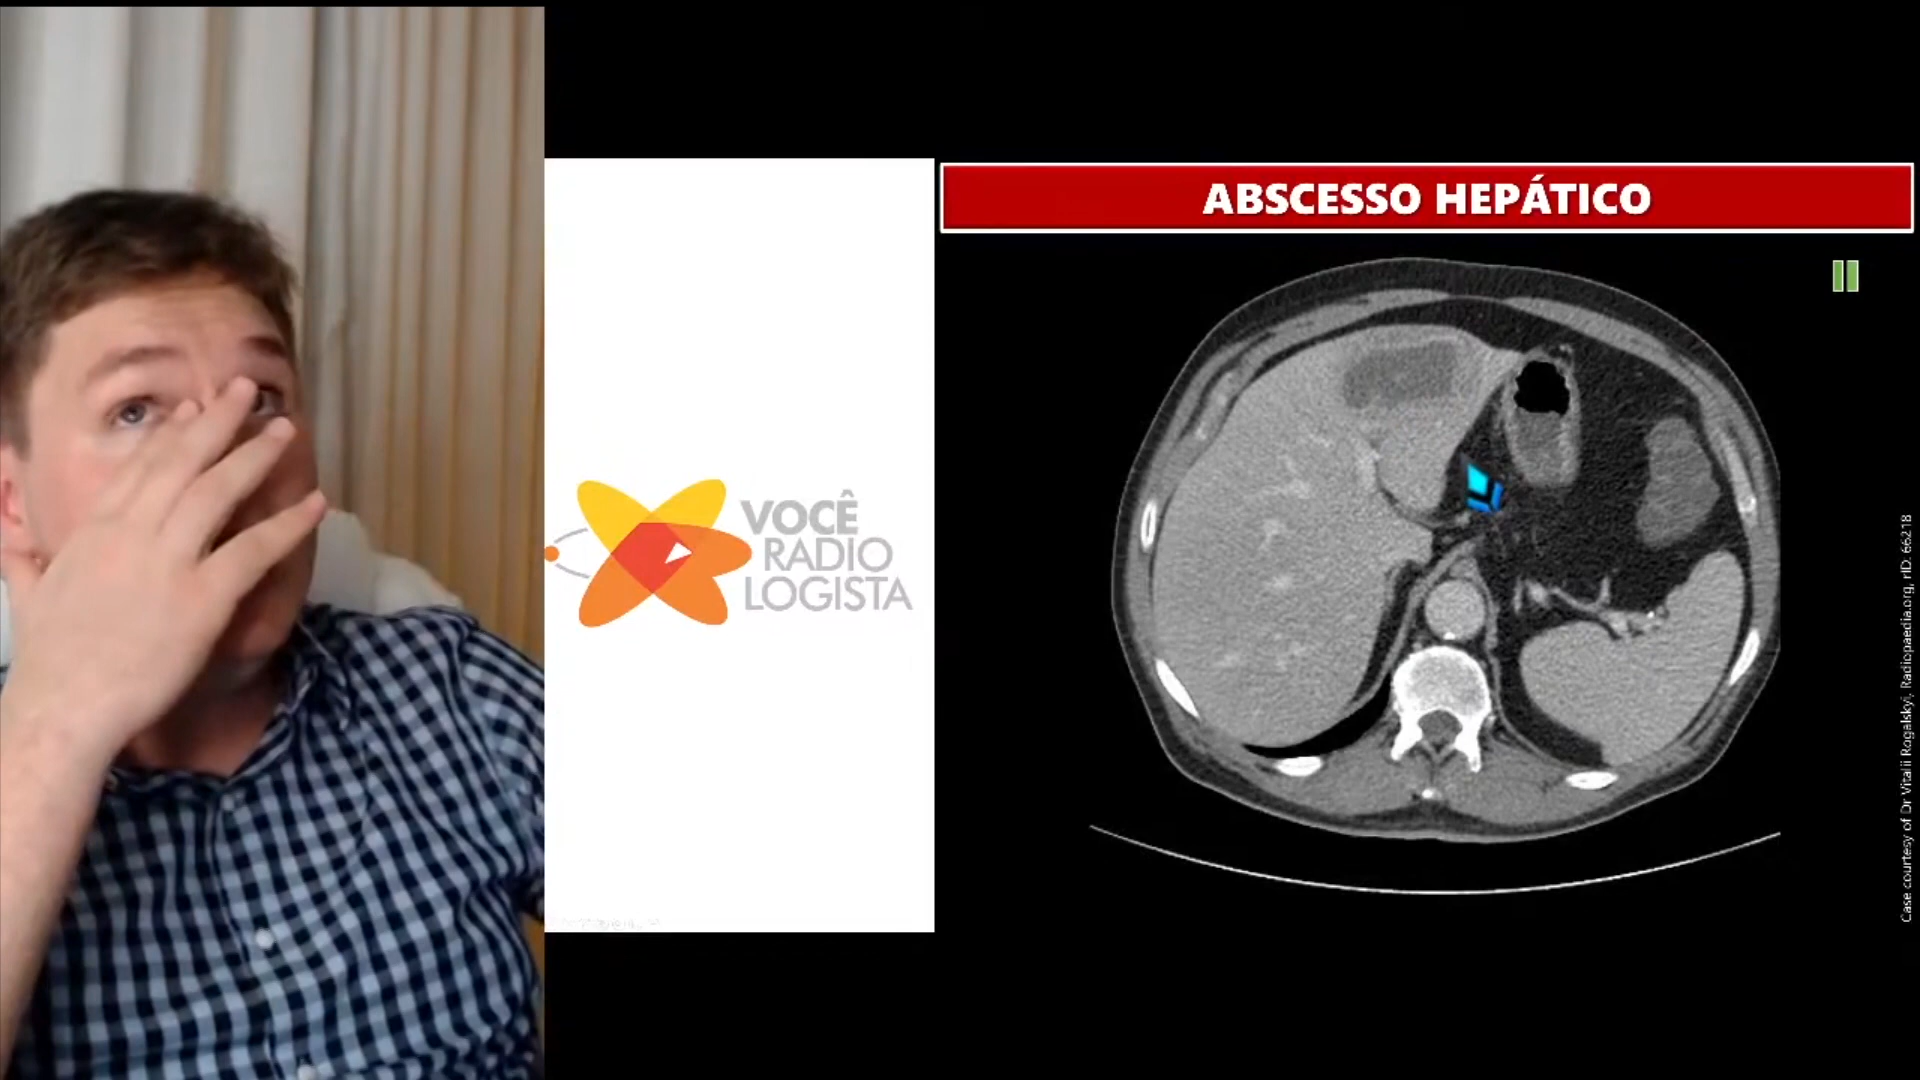 ABSCESSO HEPÁTICO
VOCÊ
RADIO
LOGISTA
Case courtesy of Dr Vitalii Rogalskyi, Radiopaedia.org, rID: 66218